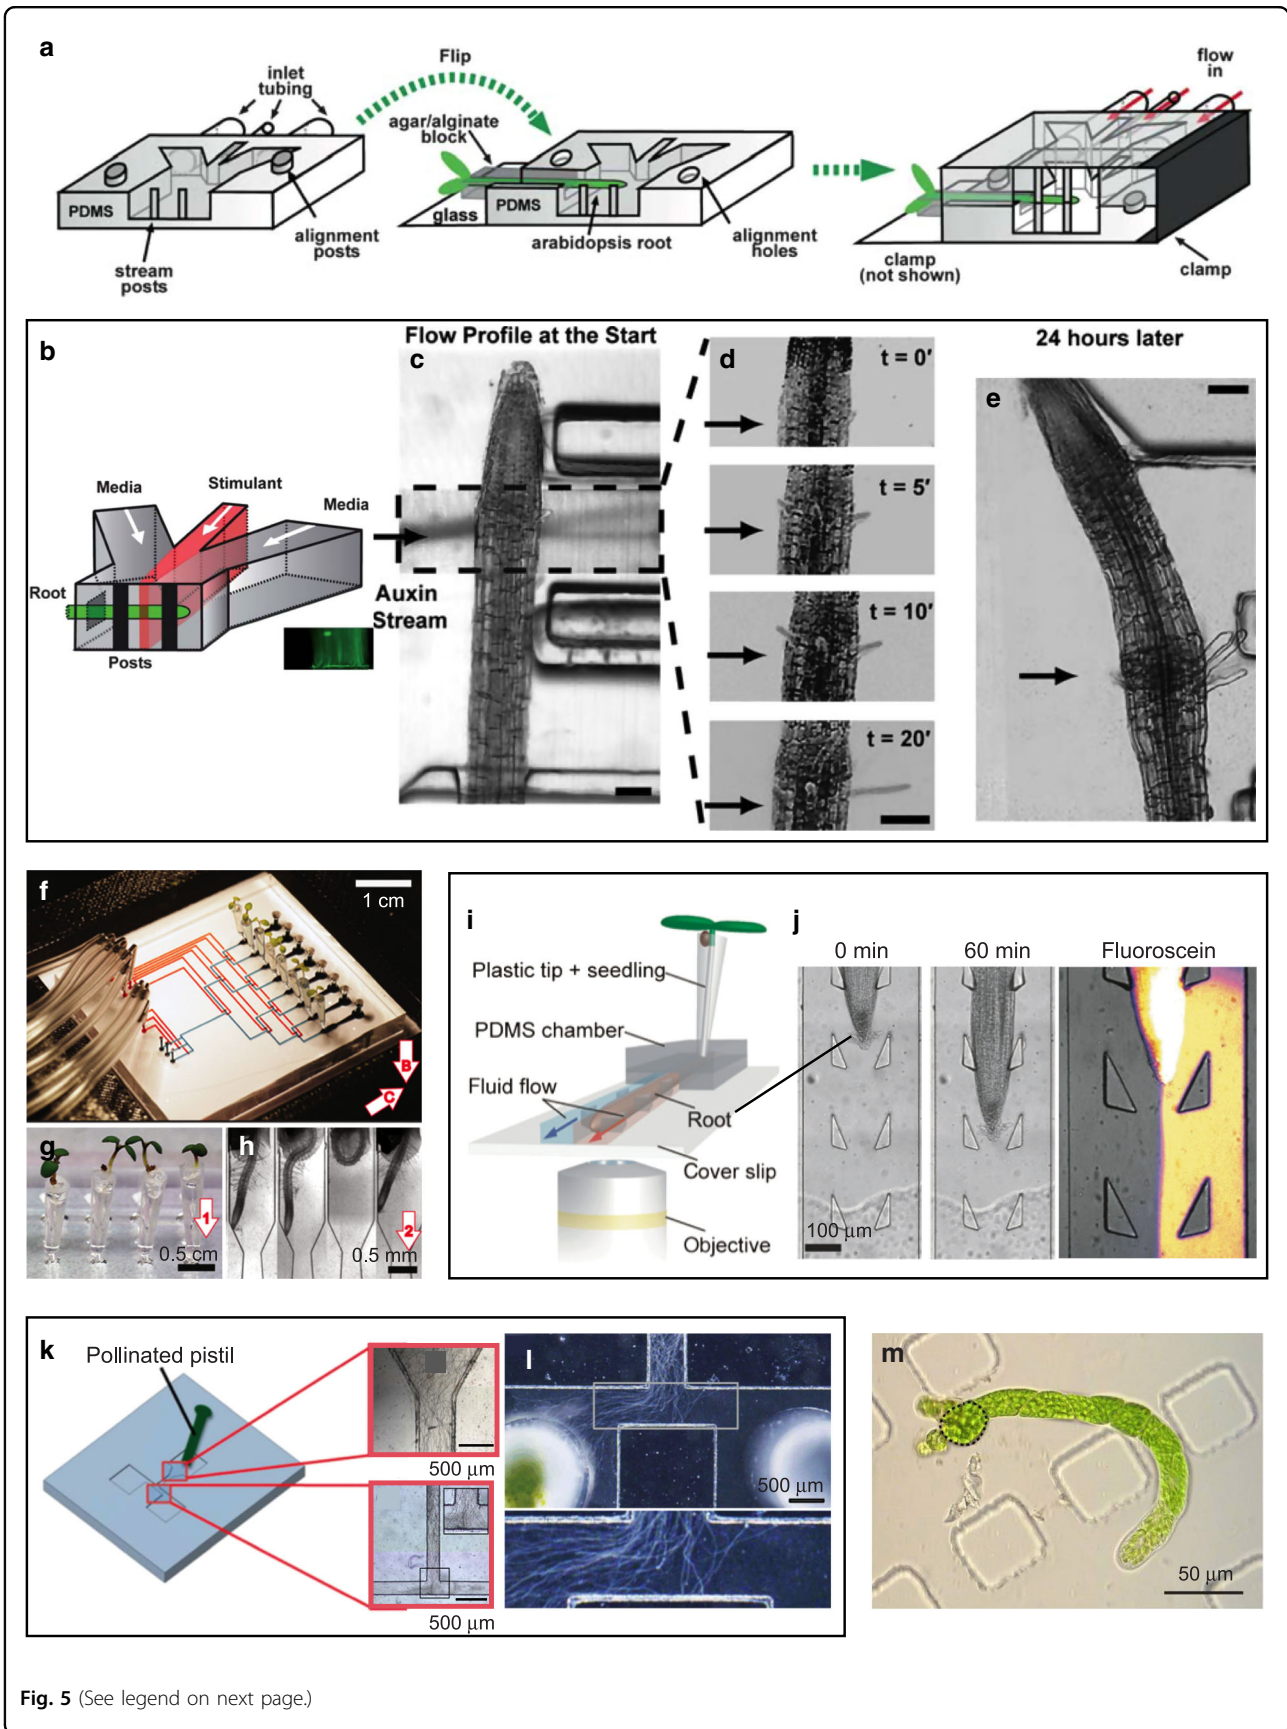 a
inlet
tubing
Flip
agar/alginate
block
flow
in
PDMS
glass
PDMS
stream
posts
alignment
posts
arabidopsis root
alignment
holes
clamp
(not shown)
clamp
b
Flow Profile at the Start
24 hours later
c
d
e
t = 0′
t = 5′
t = 10′
t = 20′
Media
Stimulant
Media
Root
Posts
Auxin
Stream
f
1 cm
B
C
g
1
0.5 cm
h
2
0.5 mm
i
Plastic tip + seedling
PDMS chamber
Fluid flow
Root
Cover slip
Objective
j
0 min
60 min
Fluoroscein
100 μm
k
Pollinated pistil
500 μm
500 μm
l
500 μm
m
50 μm
Fig. 5 (See legend on next page.)